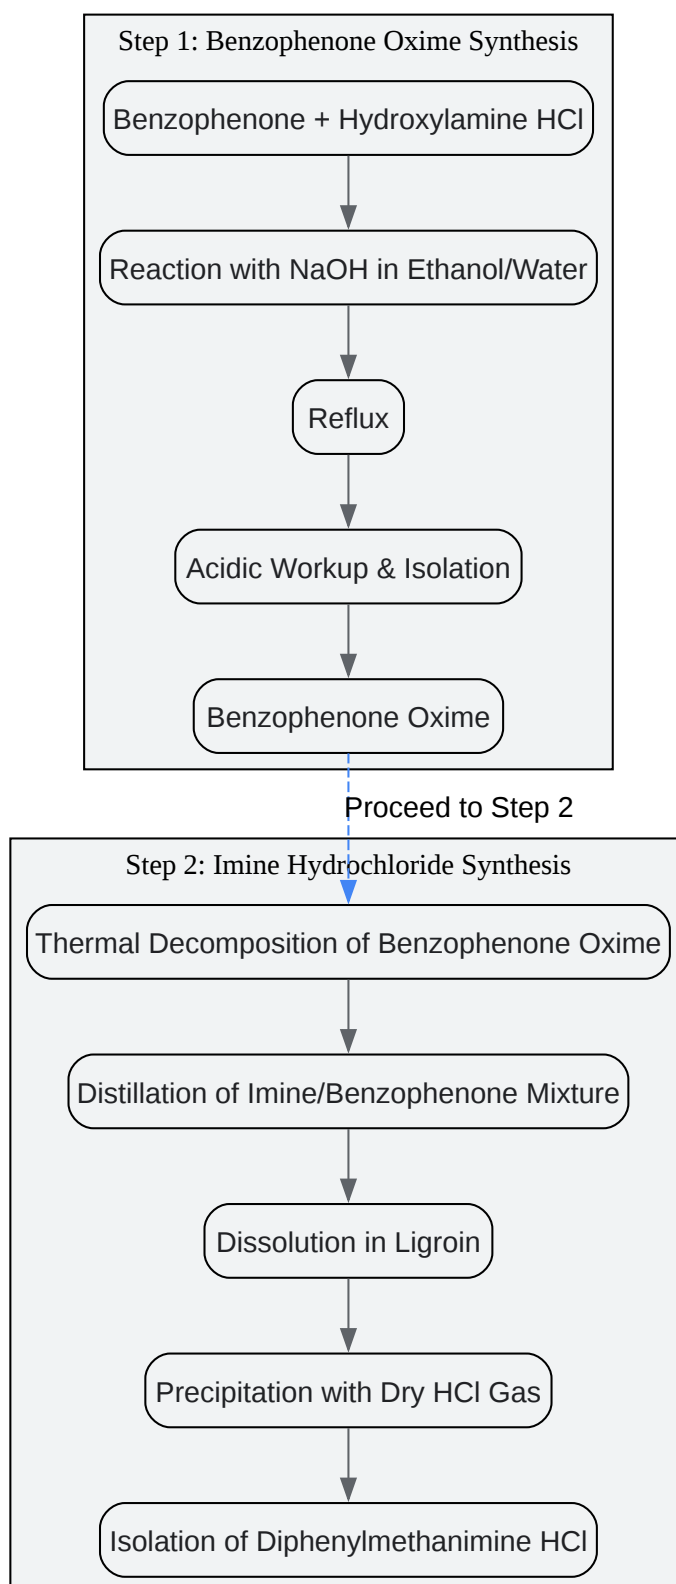 Step 1: Benzophenone Oxime Synthesis
Benzophenone + Hydroxylamine HCl
Reaction with NaOH in Ethanol/Water
Reflux
Acidic Workup & Isolation
Benzophenone Oxime
Proceed to Step 2
Step 2: Imine Hydrochloride Synthesis
Thermal Decomposition of Benzophenone Oxime
Distillation of Imine/Benzophenone Mixture
Dissolution in Ligroin
Precipitation with Dry HCl Gas
Isolation of Diphenylmethanimine HCl